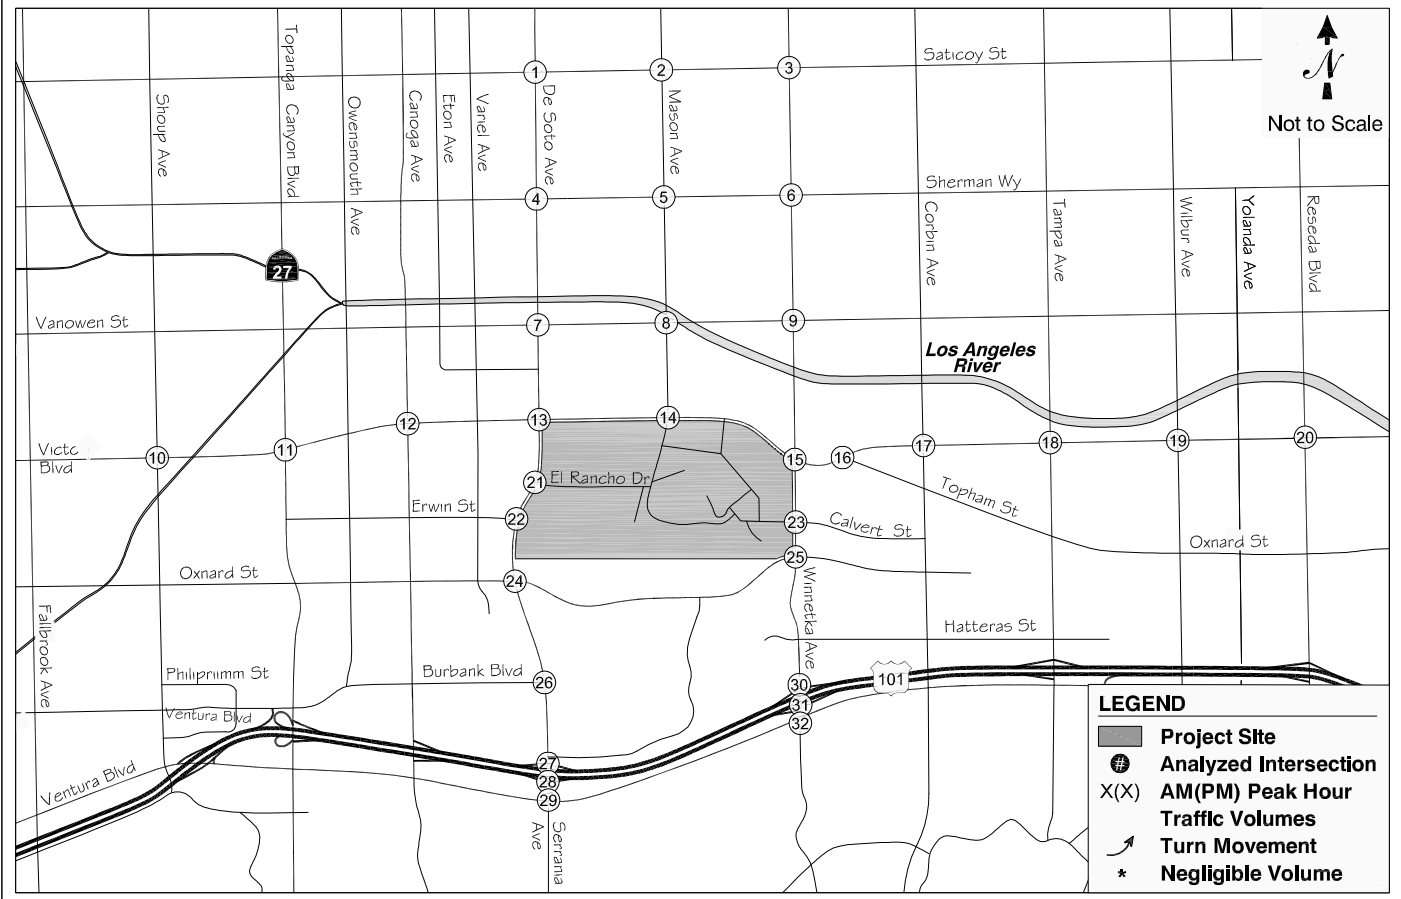 Saticoy St
N
Not to Scale
1
2
3
Topanga Canyon Blvd
Shoup Ave
Owensmouth Ave
Canoga Ave
Eton Ave
Variel Ave
De Soto Ave
Mason Ave
Sherman Wy
4
5
6
Corbin Ave
Tampa Ave
Wilbur Ave
Yolanda Ave
Reseda Blvd
27
Vanowen St
7
8
9
Los Angeles
River
Victc
Blvd
10
11
12
13
14
15
16
17
18
19
20
21
El Rancho Dr
Topham St
Erwin St
22
23
Calvert St
Oxnard St
25
Oxnard St
24
Winnetka Ave
Fallbrook Ave
Hatteras St
Philiprimm St
Burbank Blvd
26
30
101
31
32
Ventura Blvd
27
28
29
Ventura Blvd
Serrania
Ave
LEGEND
Project Site
# Analyzed Intersection
X(X) AM(PM) Peak Hour
Traffic Volumes
Turn Movement
* Negligible Volume